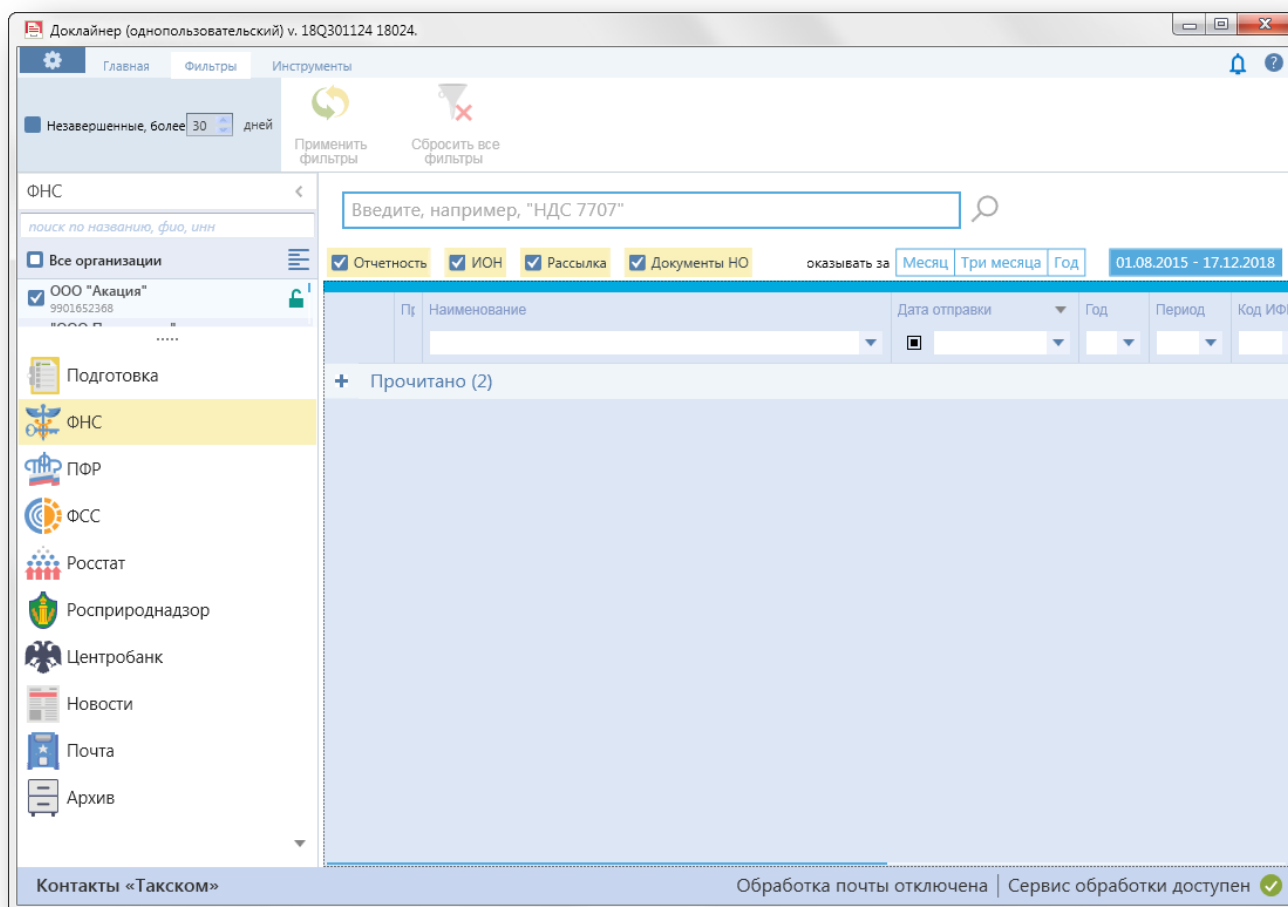 Доклайнер (однопользовательский) v. 18Q301124 18024.
Главная Фильтры Инструменты
Незавершенные, более 30 дней
Применить фильтры
Сбросить все фильтры
ФНС
поиск по названию, фио, инн
Все организации
ООО "Акация"
9901652368
Подготовка
ФНС
ПФР
ФСС
Росстат
Росприроднадзор
Центробанк
Новости
Почта
Архив
Введите, например, "НДС 7707"
Отчетность ИОН Рассылка Документы НО оказывать за Месяц Три месяца Год 01.08.2015 - 17.12.2018
Пр Наименование Дата отправки Год Период Код ИФ
Прочитано (2)
Контакты «Такском» Обработка почты отключена Сервис обработки доступен